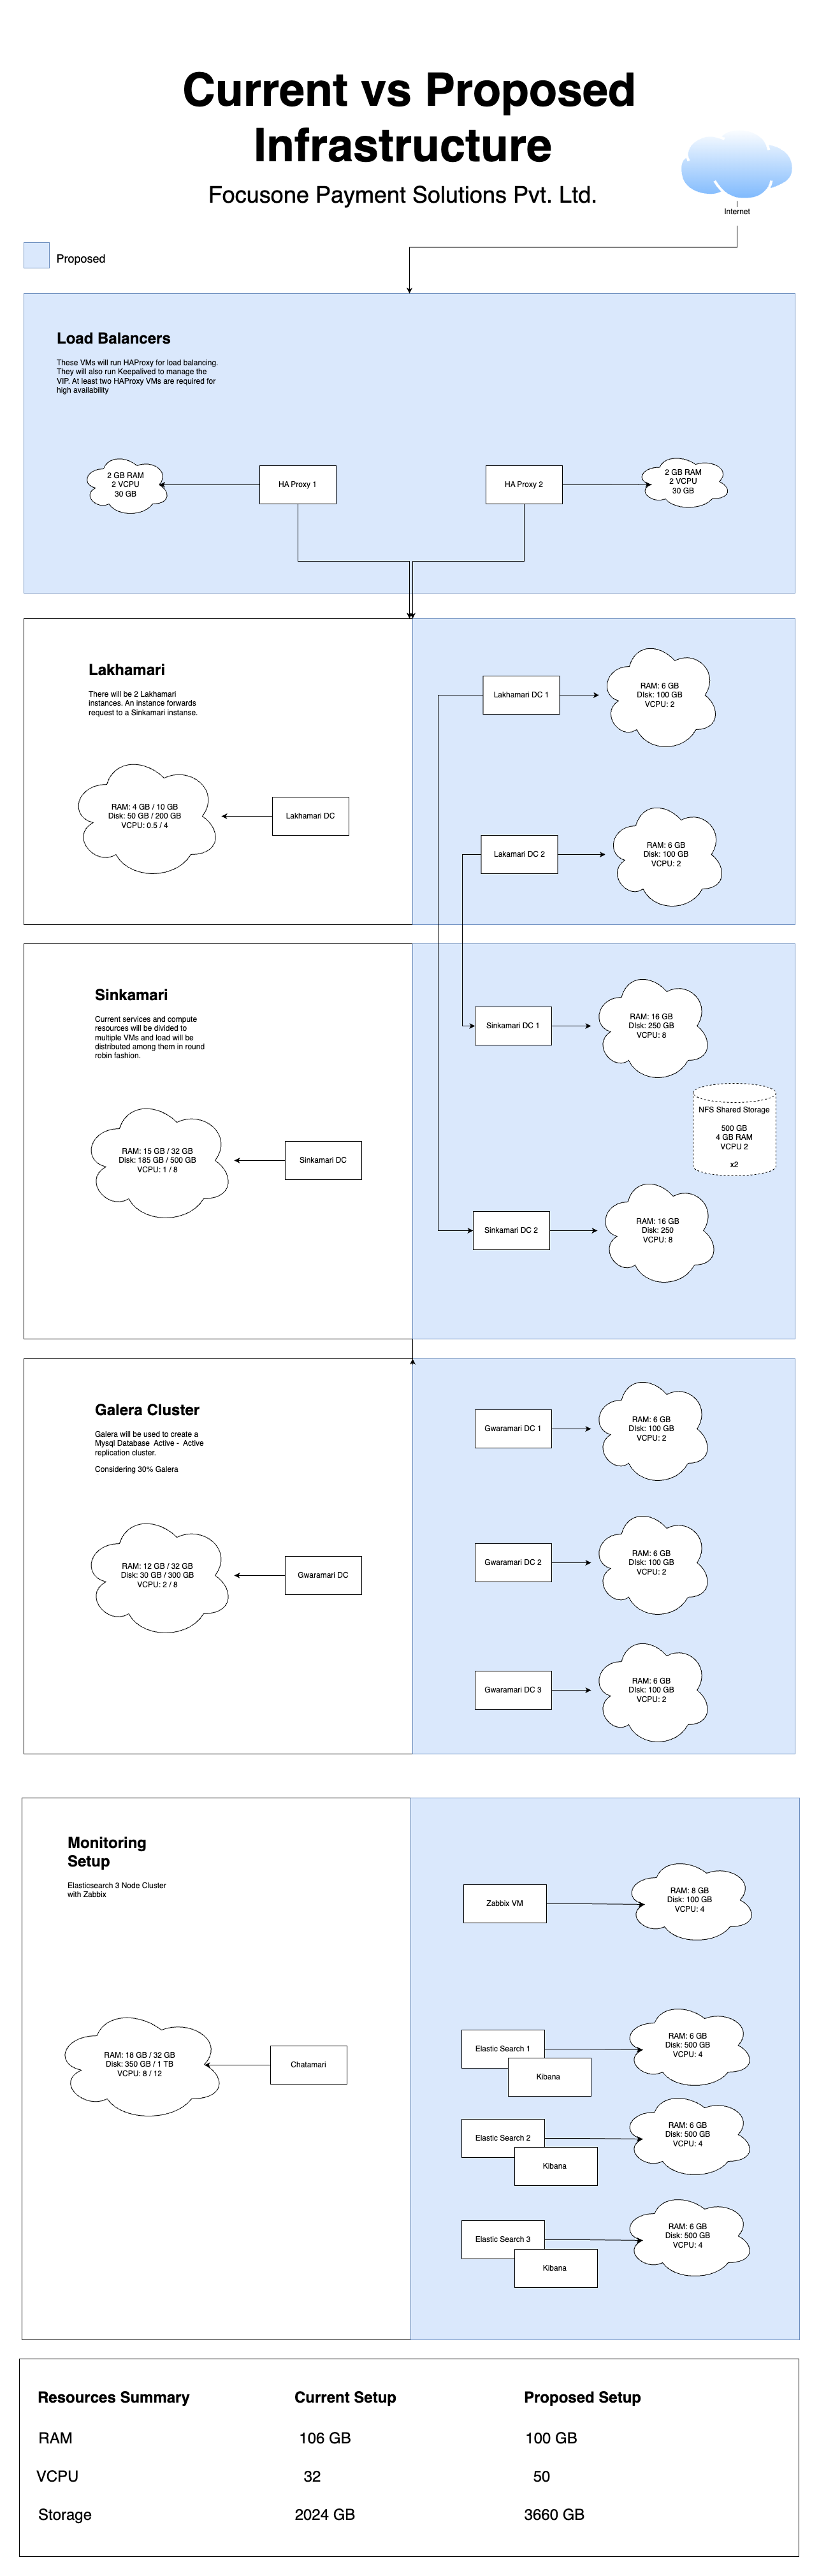 Current vs Proposed
Infrastructure
Focusone Payment Solutions Pvt. Ltd.
Internet
Proposed
Load Balancers
These VMs will run HAProxy for load balancing.
They will also run Keepalived to manage the
VIP. At least two HAProxy VMs are required for
high availability
2 GB RAM
2 VCPU
30 GB
HA Proxy 1
HA Proxy 2
2 GB RAM
2 VCPU
30 GB
Lakhamari
There will be 2 Lakhamari
instances. An instance forwards
request to a Sinkamari instanse.
RAM: 4 GB / 10 GB
Disk: 50 GB / 200 GB
VCPU: 0.5 / 4
Lakhamari DC
Lakhamari DC 1
RAM: 6 GB
DIsk: 100 GB
VCPU: 2
Lakamari DC 2
RAM: 6 GB
Disk: 100 GB
VCPU: 2
Sinkamari
Current services and compute
resources will be divided to
multiple VMs and load will be
distributed among them in round
robin fashion.
RAM: 15 GB / 32 GB
Disk: 185 GB / 500 GB
VCPU: 1 / 8
Sinkamari DC
Sinkamari DC 1
RAM: 16 GB
DIsk: 250 GB
VCPU: 8
NFS Shared Storage
500 GB
4 GB RAM
VCPU 2
x2
Sinkamari DC 2
RAM: 16 GB
Disk: 250
VCPU: 8
Galera Cluster
Galera will be used to create a
Mysql Database Active - Active
replication cluster.
Considering 30% Galera
RAM: 12 GB / 32 GB
Disk: 30 GB / 300 GB
VCPU: 2 / 8
Gwaramari DC
Gwaramari DC 1
RAM: 6 GB
DIsk: 100 GB
VCPU: 2
Gwaramari DC 2
RAM: 6 GB
DIsk: 100 GB
VCPU: 2
Gwaramari DC 3
RAM: 6 GB
DIsk: 100 GB
VCPU: 2
Monitoring
Setup
Elasticsearch 3 Node Cluster
with Zabbix
RAM: 18 GB / 32 GB
Disk: 350 GB / 1 TB
VCPU: 8 / 12
Chatamari
Zabbix VM
RAM: 8 GB
Disk: 100 GB
VCPU: 4
Elastic Search 1
Kibana
RAM: 6 GB
Disk: 500 GB
VCPU: 4
Elastic Search 2
Kibana
RAM: 6 GB
Disk: 500 GB
VCPU: 4
Elastic Search 3
Kibana
RAM: 6 GB
Disk: 500 GB
VCPU: 4
Resources Summary Current Setup Proposed Setup
RAM 106 GB 100 GB
VCPU 32 50
Storage 2024 GB 3660 GB